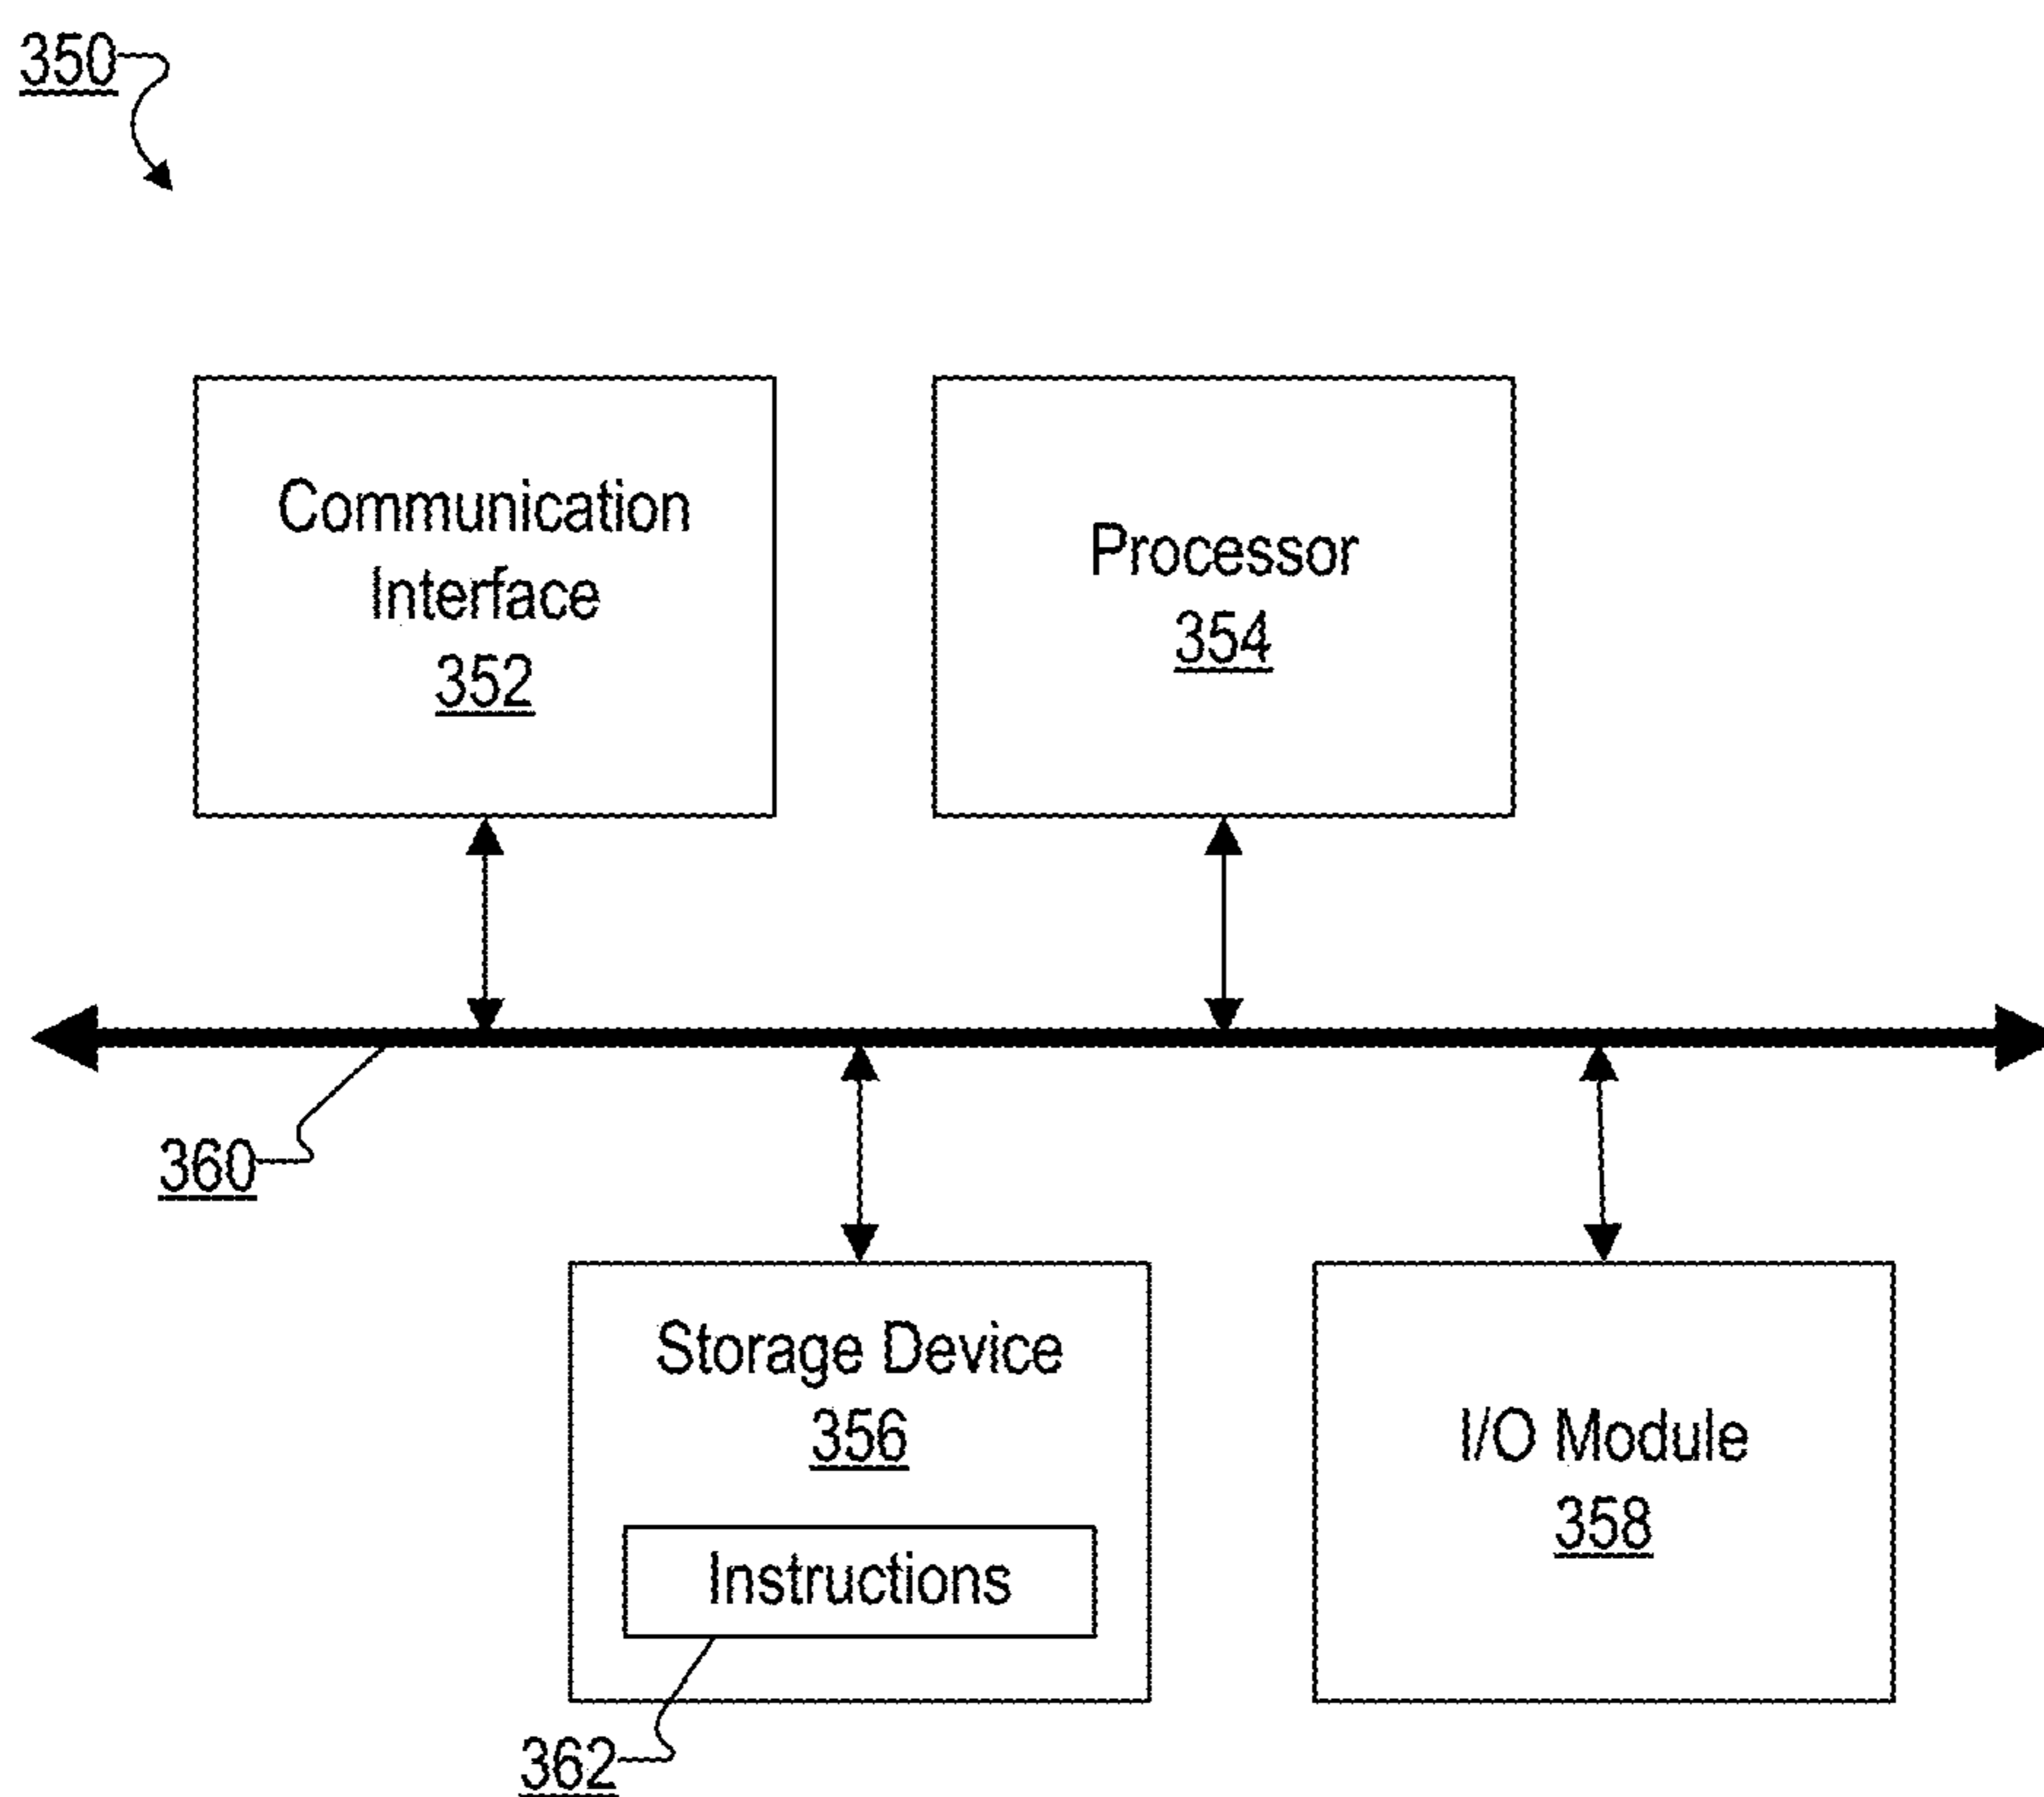 350
Communication
Interface
352
Processor
354
360
Storage Device
356
Instructions
362
I/O Module
358